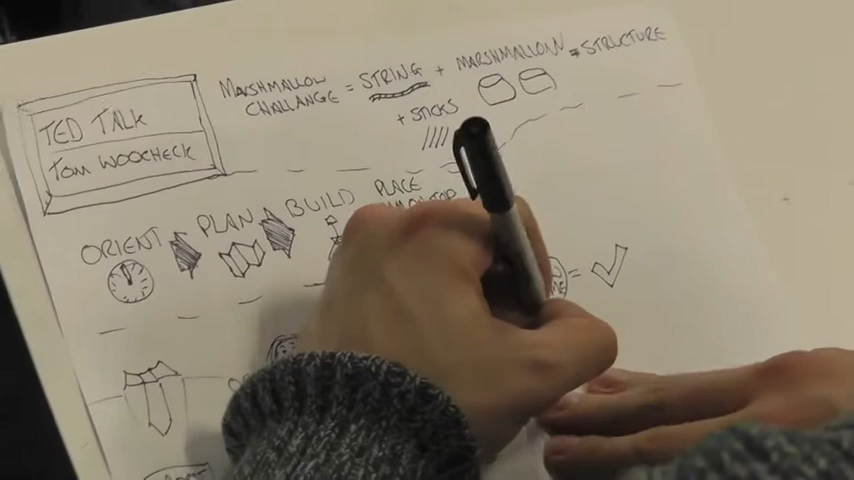 TED TALK
TOM WOOCHECK
MARSHMALLOW
CHALLANGE = STRING + MARSHMALLOW = STRUCTURE
+ STICKS
ORIENT PLAN BUILD PLACE